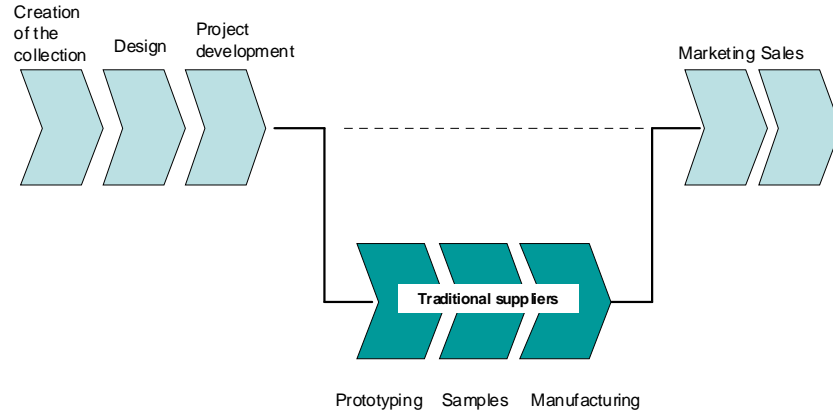 Creation
of the
collection
Design
Project
development
Marketing Sales
Traditional suppliers
Prototyping Samples Manufacturing